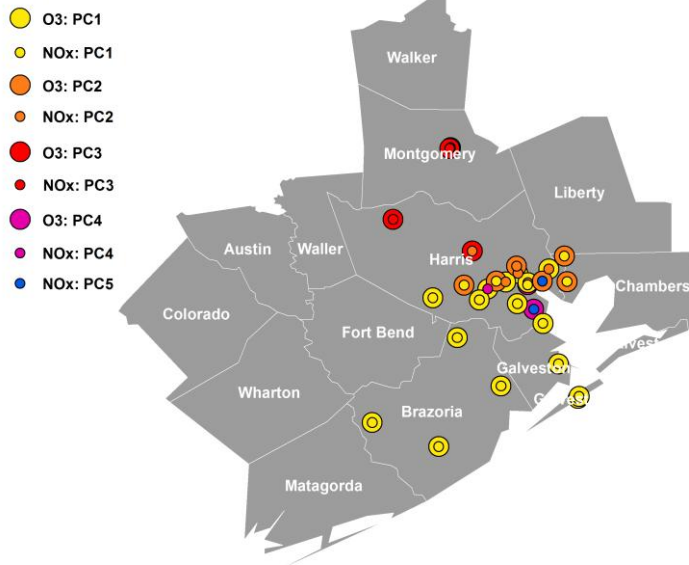 O3: PC1
NOx: PC1
O3: PC2
NOx: PC2
O3: PC3
NOx: PC3
O3: PC4
NOx: PC4
NOx: PC5
Walker
Montgomery
Liberty
Austin
Waller
Harris
Chambers
Colorado
Fort Bend
Galveston
Wharton
Brazoria
Matagorda